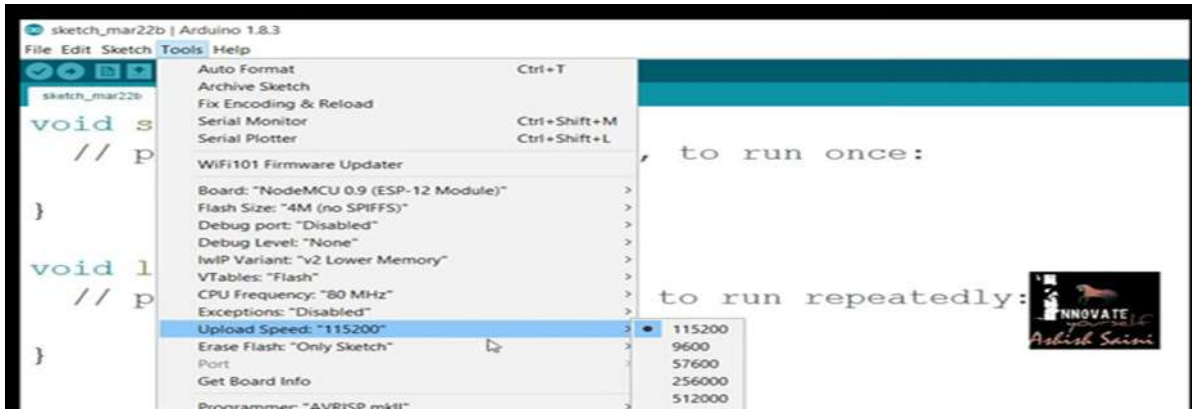 sketch_mar22b | Arduino 1.8.3
File Edit Sketch Tools Help
sketch_mar22b
Auto Format Ctrl+T
Archive Sketch
Fix Encoding & Reload
Serial Monitor Ctrl+Shift+M
Serial Plotter Ctrl+Shift+L
WiFi101 Firmware Updater
Board: "NodeMCU 0.9 (ESP-12 Module)"
Flash Size: "4M (no SPIFFS)"
Debug port: "Disabled"
Debug Level: "None"
IwIP Variant: "v2 Lower Memory"
VTables: "Flash"
CPU Frequency: "80 MHz"
Exceptions: "Disabled"
Upload Speed: "115200"
Erase Flash: "Only Sketch"
Port
Get Board Info
Programmer: "AVRISP mkII"
115200
9600
57600
256000
512000
void s
// p , to run once:
}
void l
// p to run repeatedly:
}
INNOVATE
yourself
Ashish Saini